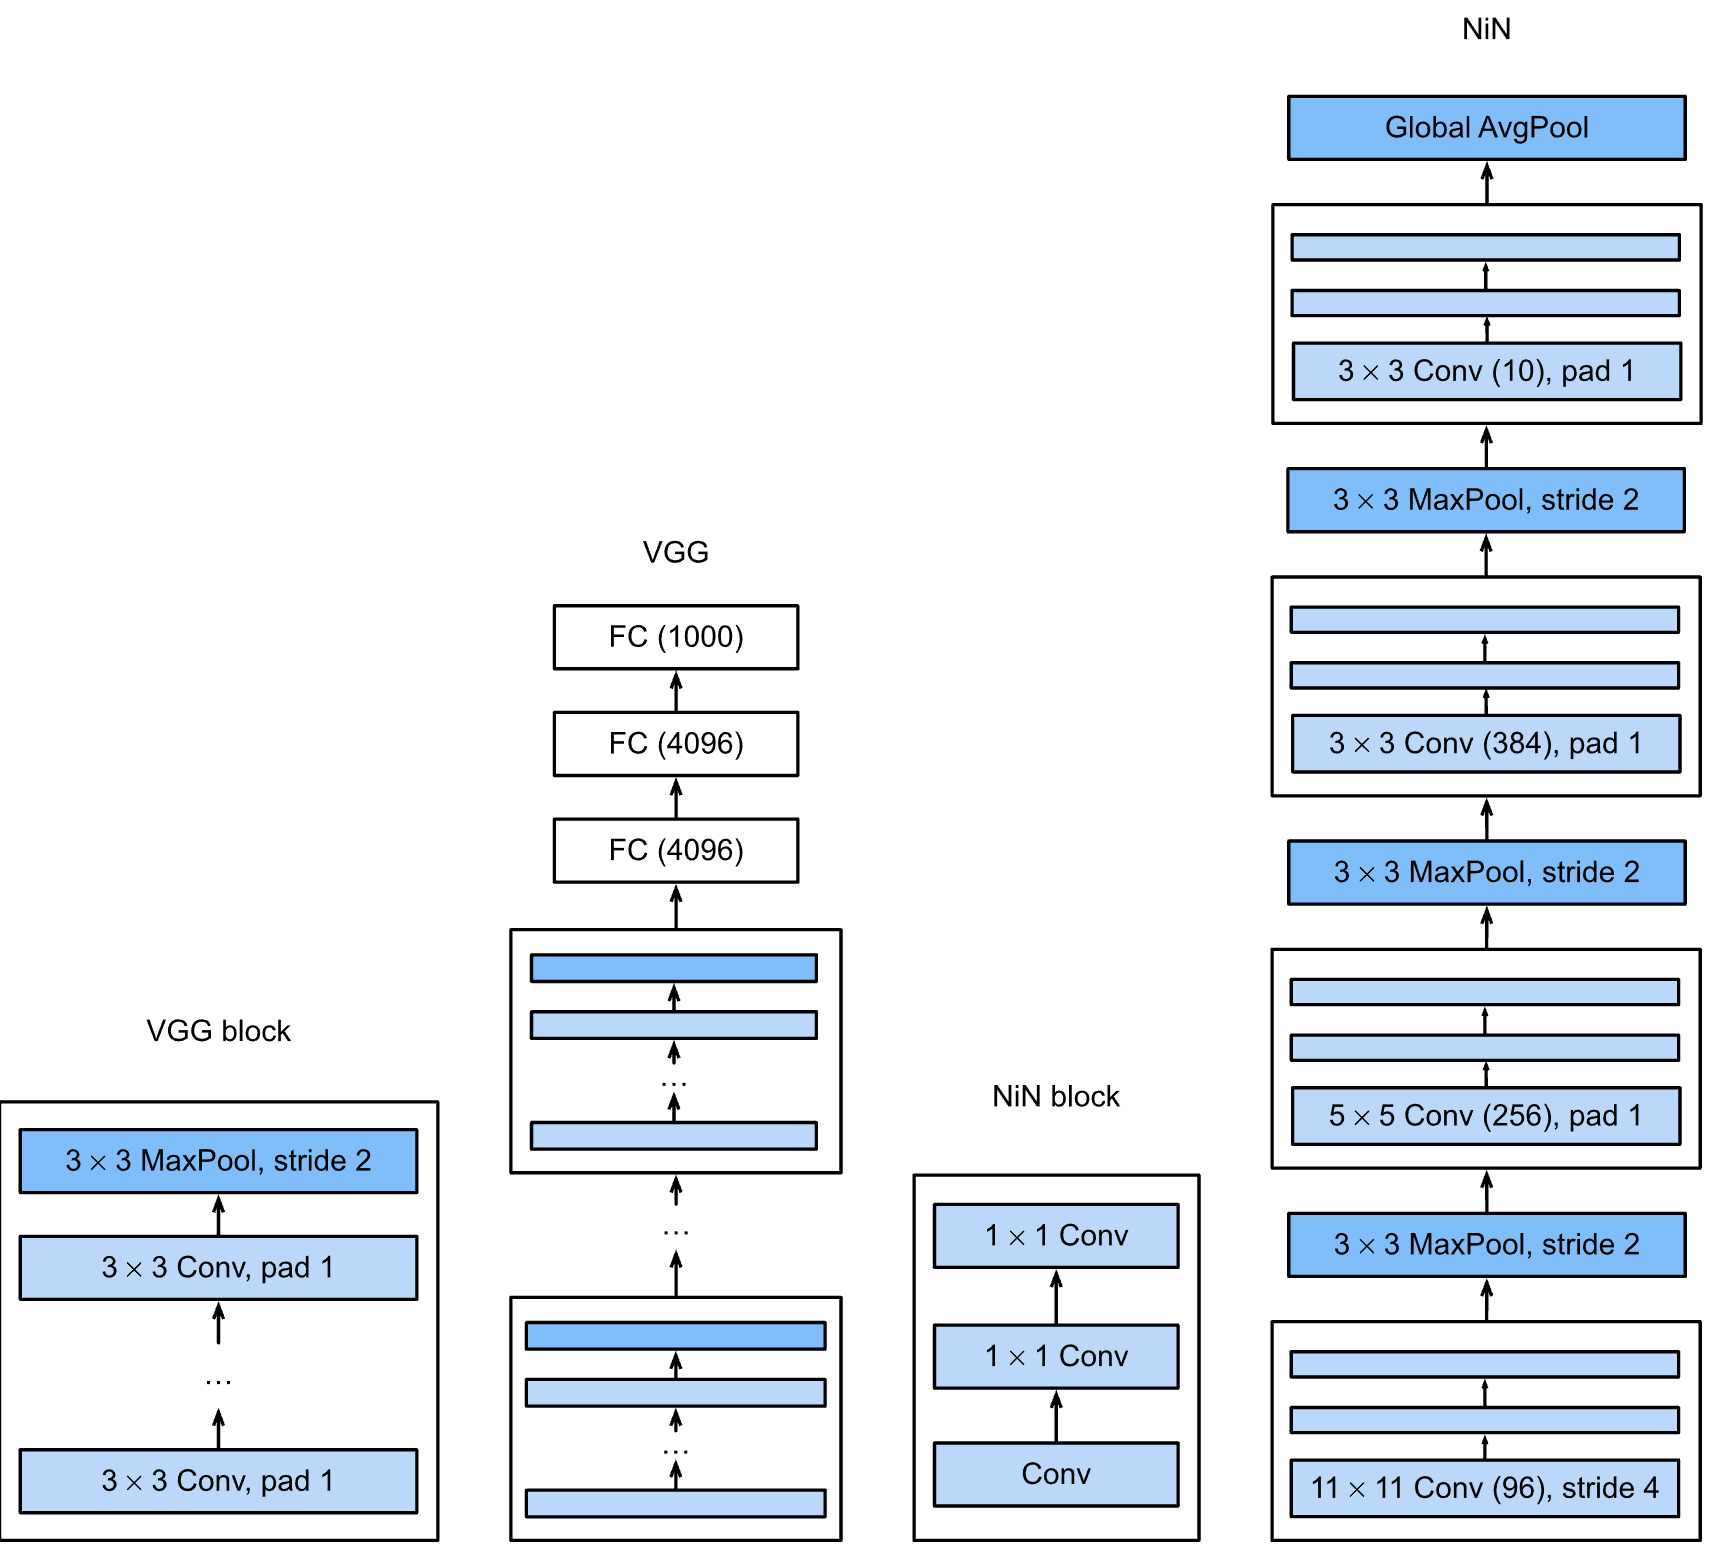 VGG block
3 × 3 MaxPool, stride 2
3 × 3 Conv, pad 1
...
3 × 3 Conv, pad 1
VGG
FC (1000)
FC (4096)
FC (4096)
...
...
...
NiN block
1 × 1 Conv
1 × 1 Conv
Conv
NiN
Global AvgPool
3 × 3 Conv (10), pad 1
3 × 3 MaxPool, stride 2
3 × 3 Conv (384), pad 1
3 × 3 MaxPool, stride 2
5 × 5 Conv (256), pad 1
3 × 3 MaxPool, stride 2
11 × 11 Conv (96), stride 4